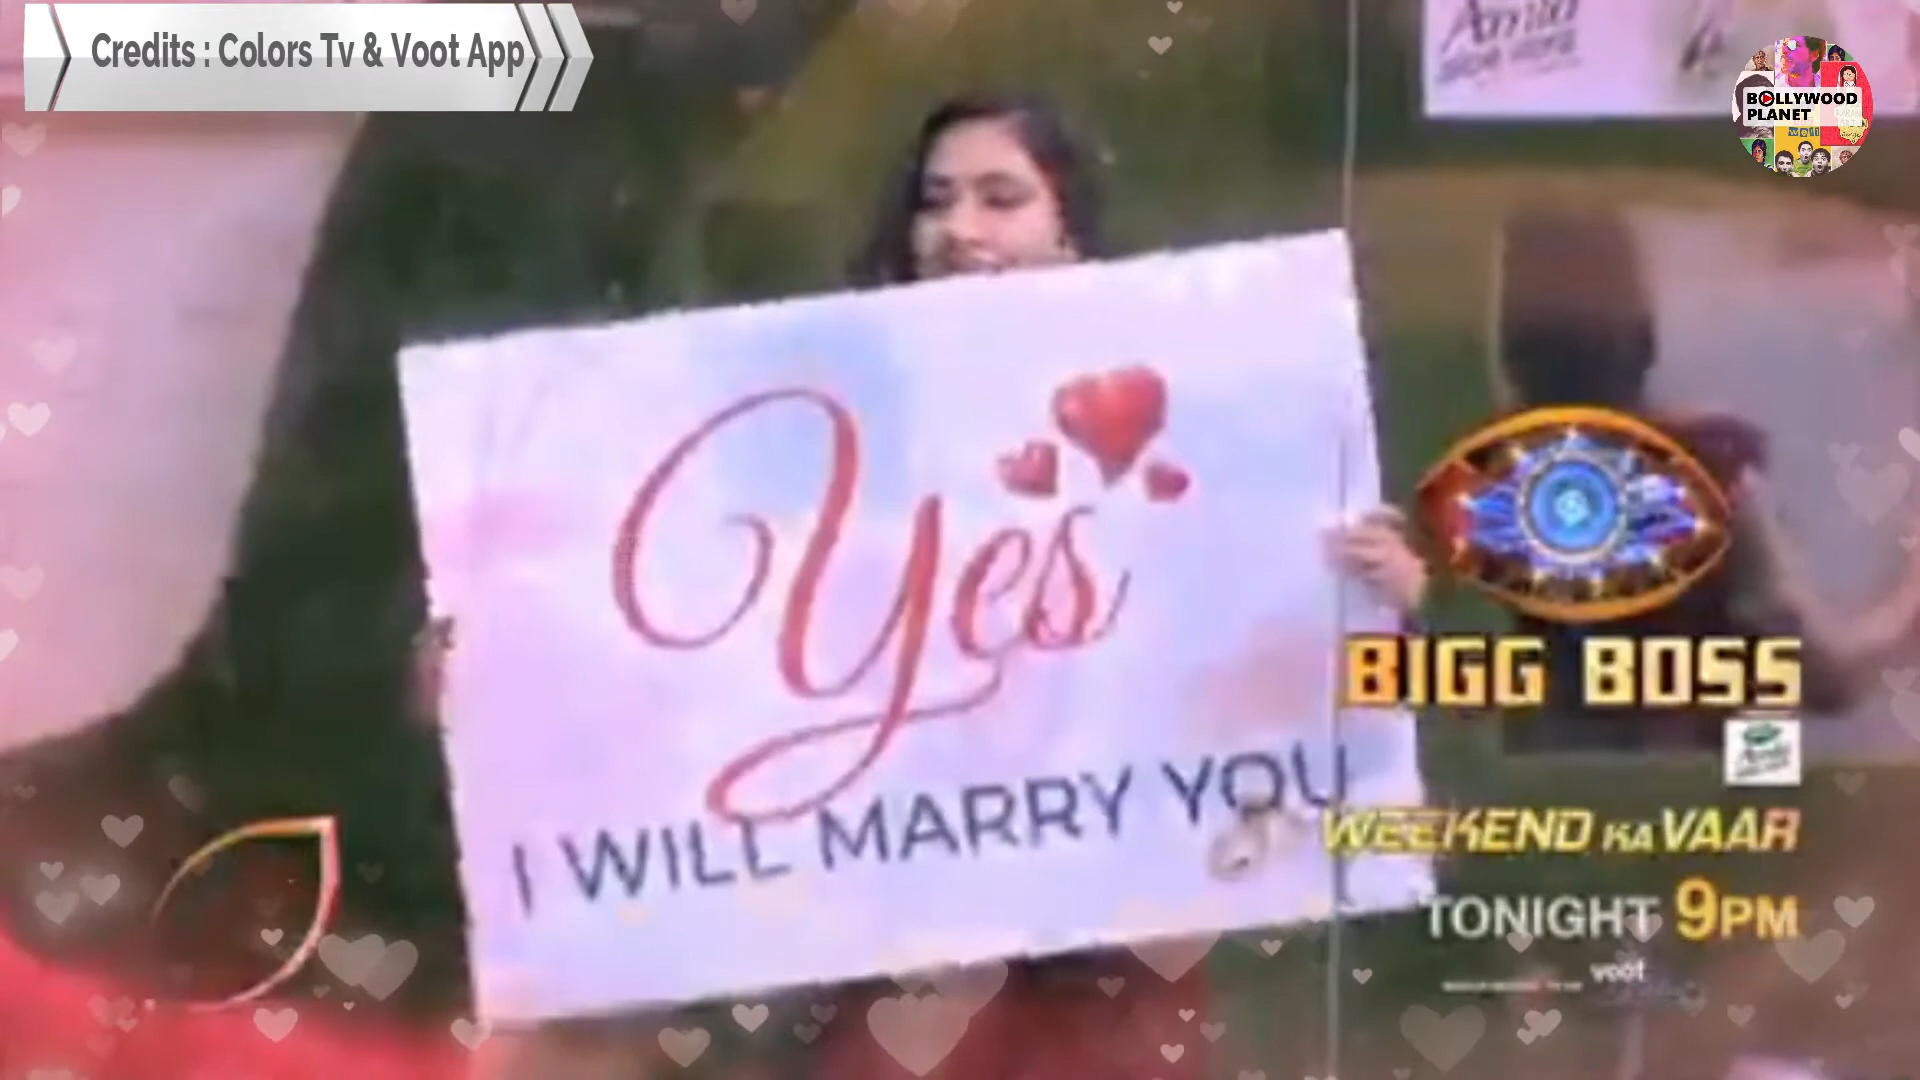 Credits : Colors Tv & Voot App
BOLLYWOOD
PLANET
well
Yes
I WILL MARRY YOU
BIGG BOSS
WEEKEND KA VAAR
TONIGHT 9PM
voot